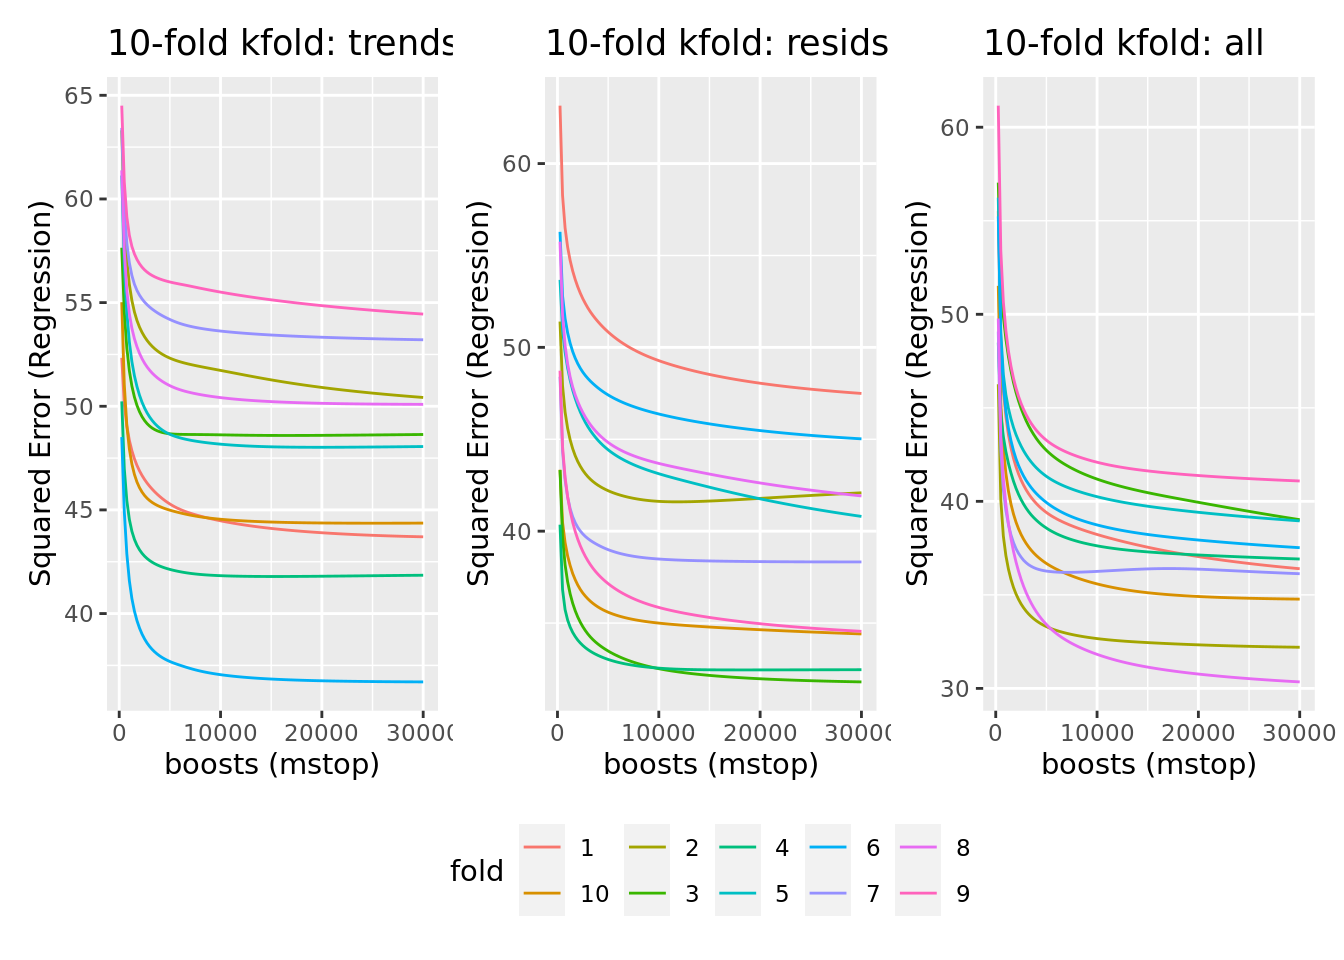 10-fold kfold: trends
65
60
55
50
45
40
Squared Error (Regression)
0 10000 20000 30000
boosts (mstop)
10-fold kfold: resids
60
50
40
Squared Error (Regression)
0 10000 20000 30000
boosts (mstop)
10-fold kfold: all
60
50
40
30
Squared Error (Regression)
0 10000 20000 30000
boosts (mstop)
fold
1 2 4 6 8
10 3 5 7 9